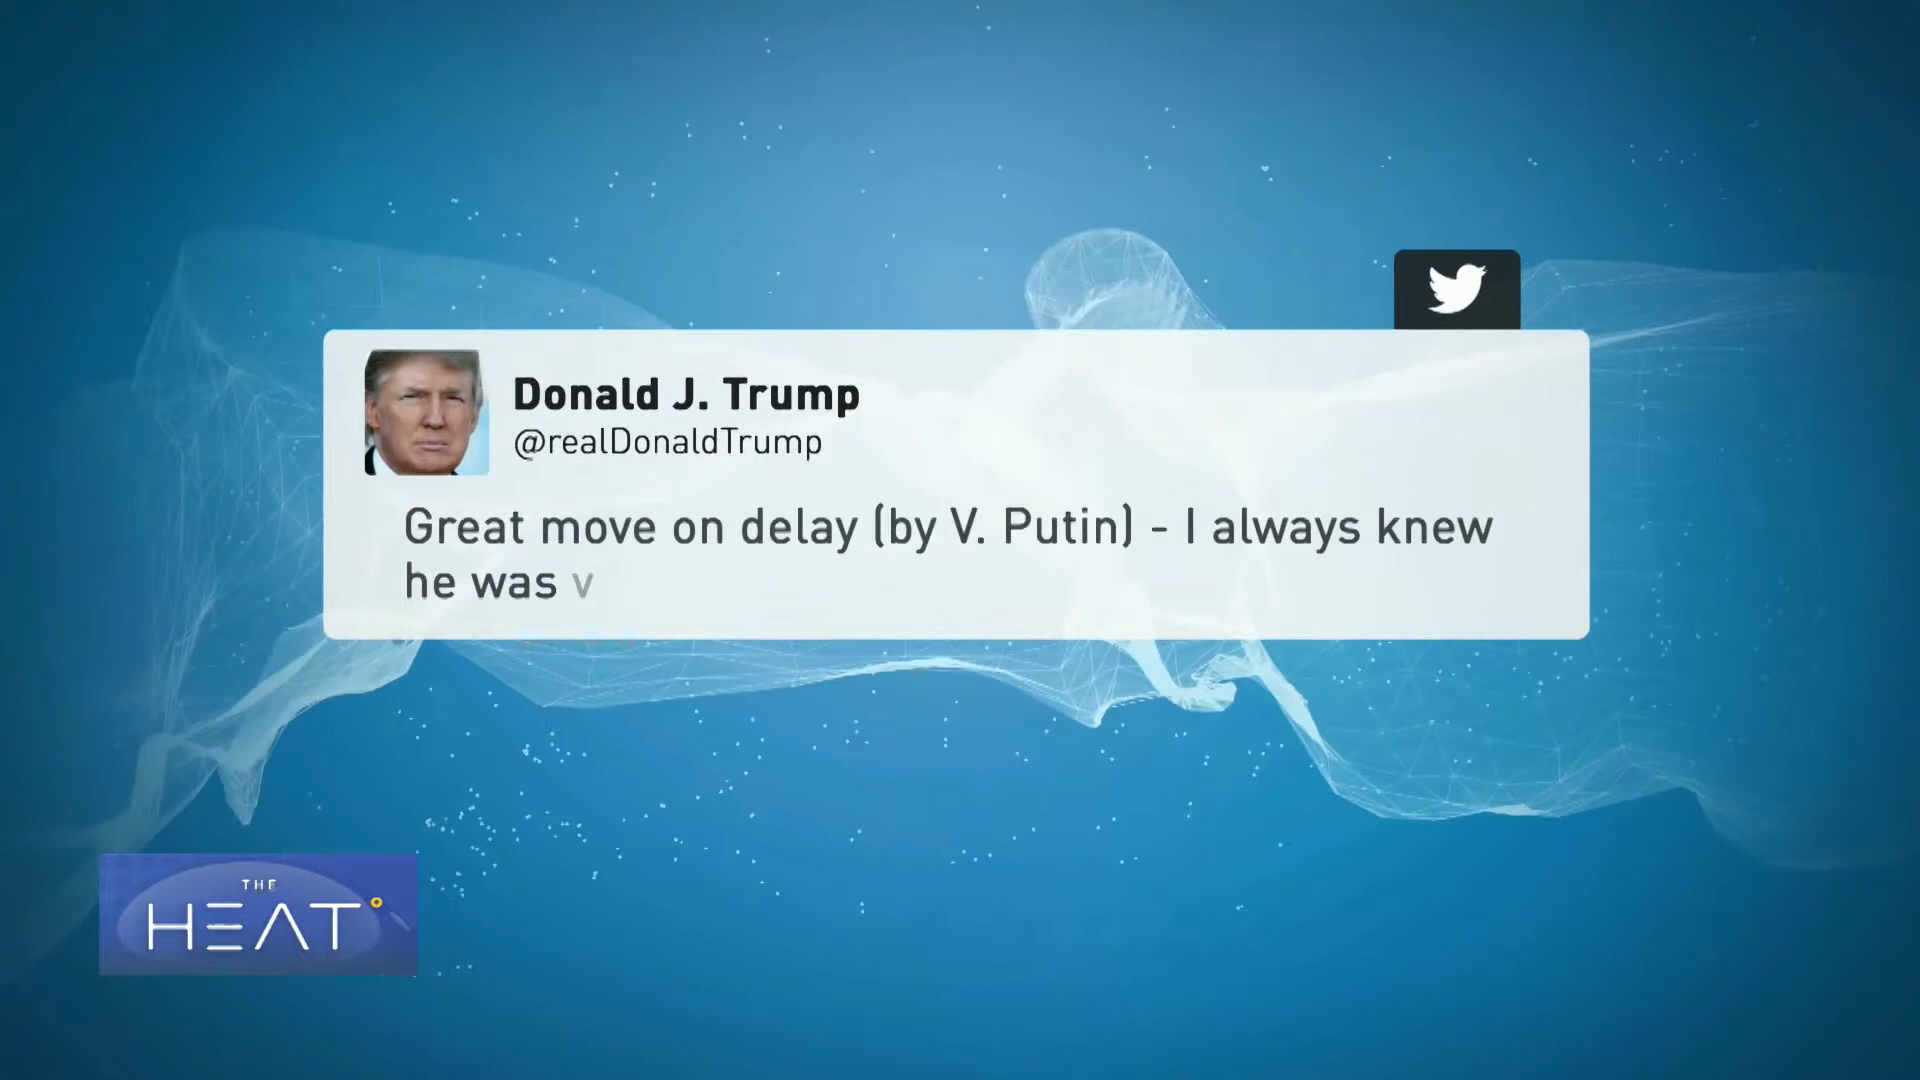 Donald J. Trump
@realDonaldTrump
Great move on delay (by V. Putin) - I always knew
he was v
THE
HEAT